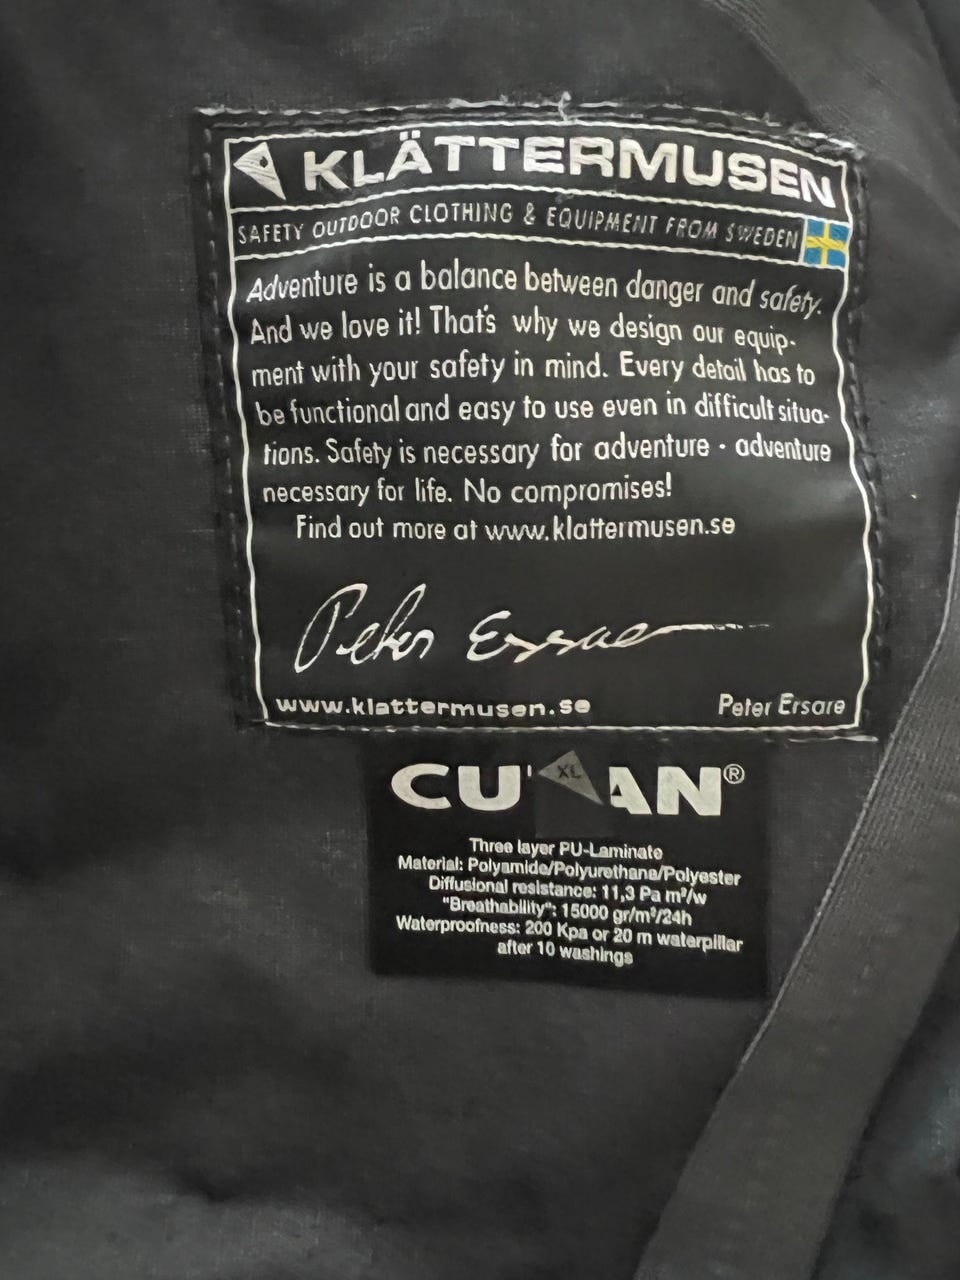 KLÄTTERMUSEN
SAFETY OUTDOOR CLOTHING & EQUIPMENT FROM SWEDEN
Adventure is a balance between danger and safety.
And we love it! That's why we design our equip-
ment with your safety in mind. Every detail has to
be functional and easy to use even in difficult situa-
tions. Safety is necessary for adventure · adventure
necessary for life. No compromises!
Find out more at www.klattermusen.se
Peter Ersare
www.klattermusen.se Peter Ersare
XL
Three layer PU-Laminate
Material: Polyamide/Polyurethane/Polyester
Diffusional resistance: 11,3 Pa m²/w
"Breathability": 15000 gr/m²/24h
Waterproofness: 200 Kpa or 20 m waterpillar
after 10 washings